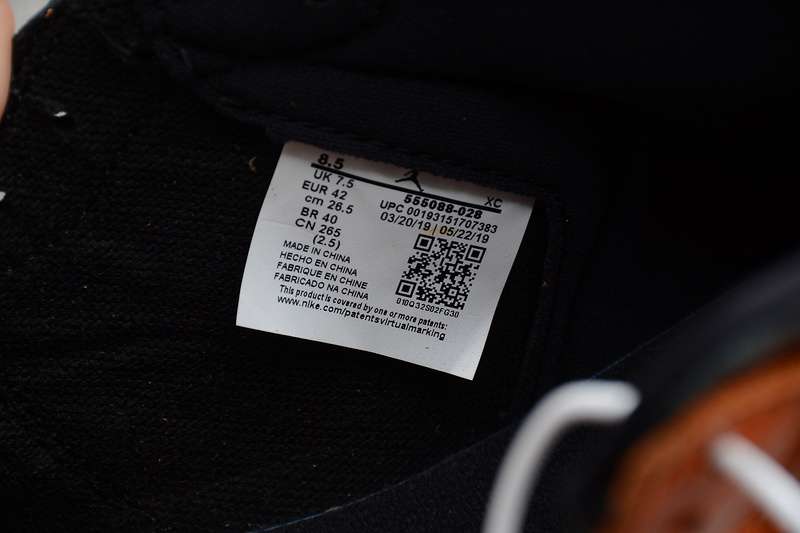 8.5
UK 7.5
EUR 42
cm 26.5
BR 40
CN 265
(2.5)
XC
555088-028
UPC 00193151707383
03/20/19 | 05/22/19
010Q32S02FG30
MADE IN CHINA
HECHO EN CHINA
FABRIQUE EN CHINE
FABRICADO NA CHINA
This product is covered by one or more patents:
www.nike.com/patentsvirtualmarking